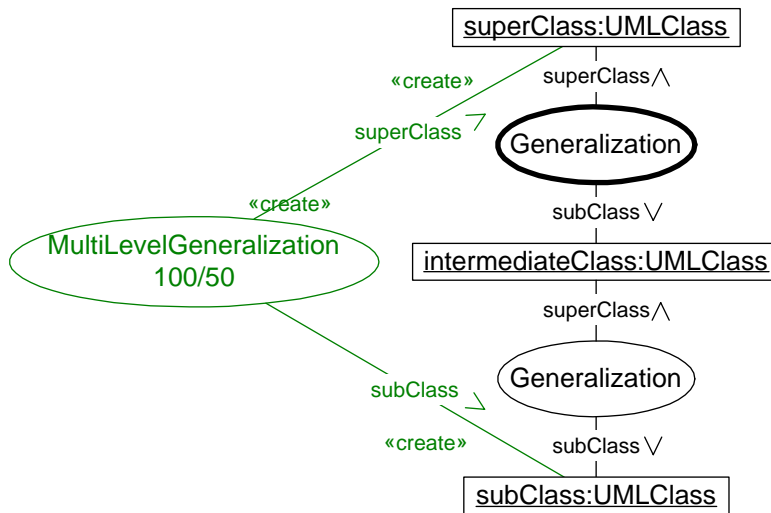 superClass:UMLClass
superClass
«create»
superClass
Generalization
«create»
subClass
MultiLevelGeneralization
100/50
intermediateClass:UMLClass
superClass
Generalization
subClass
«create»
subClass
subClass:UMLClass